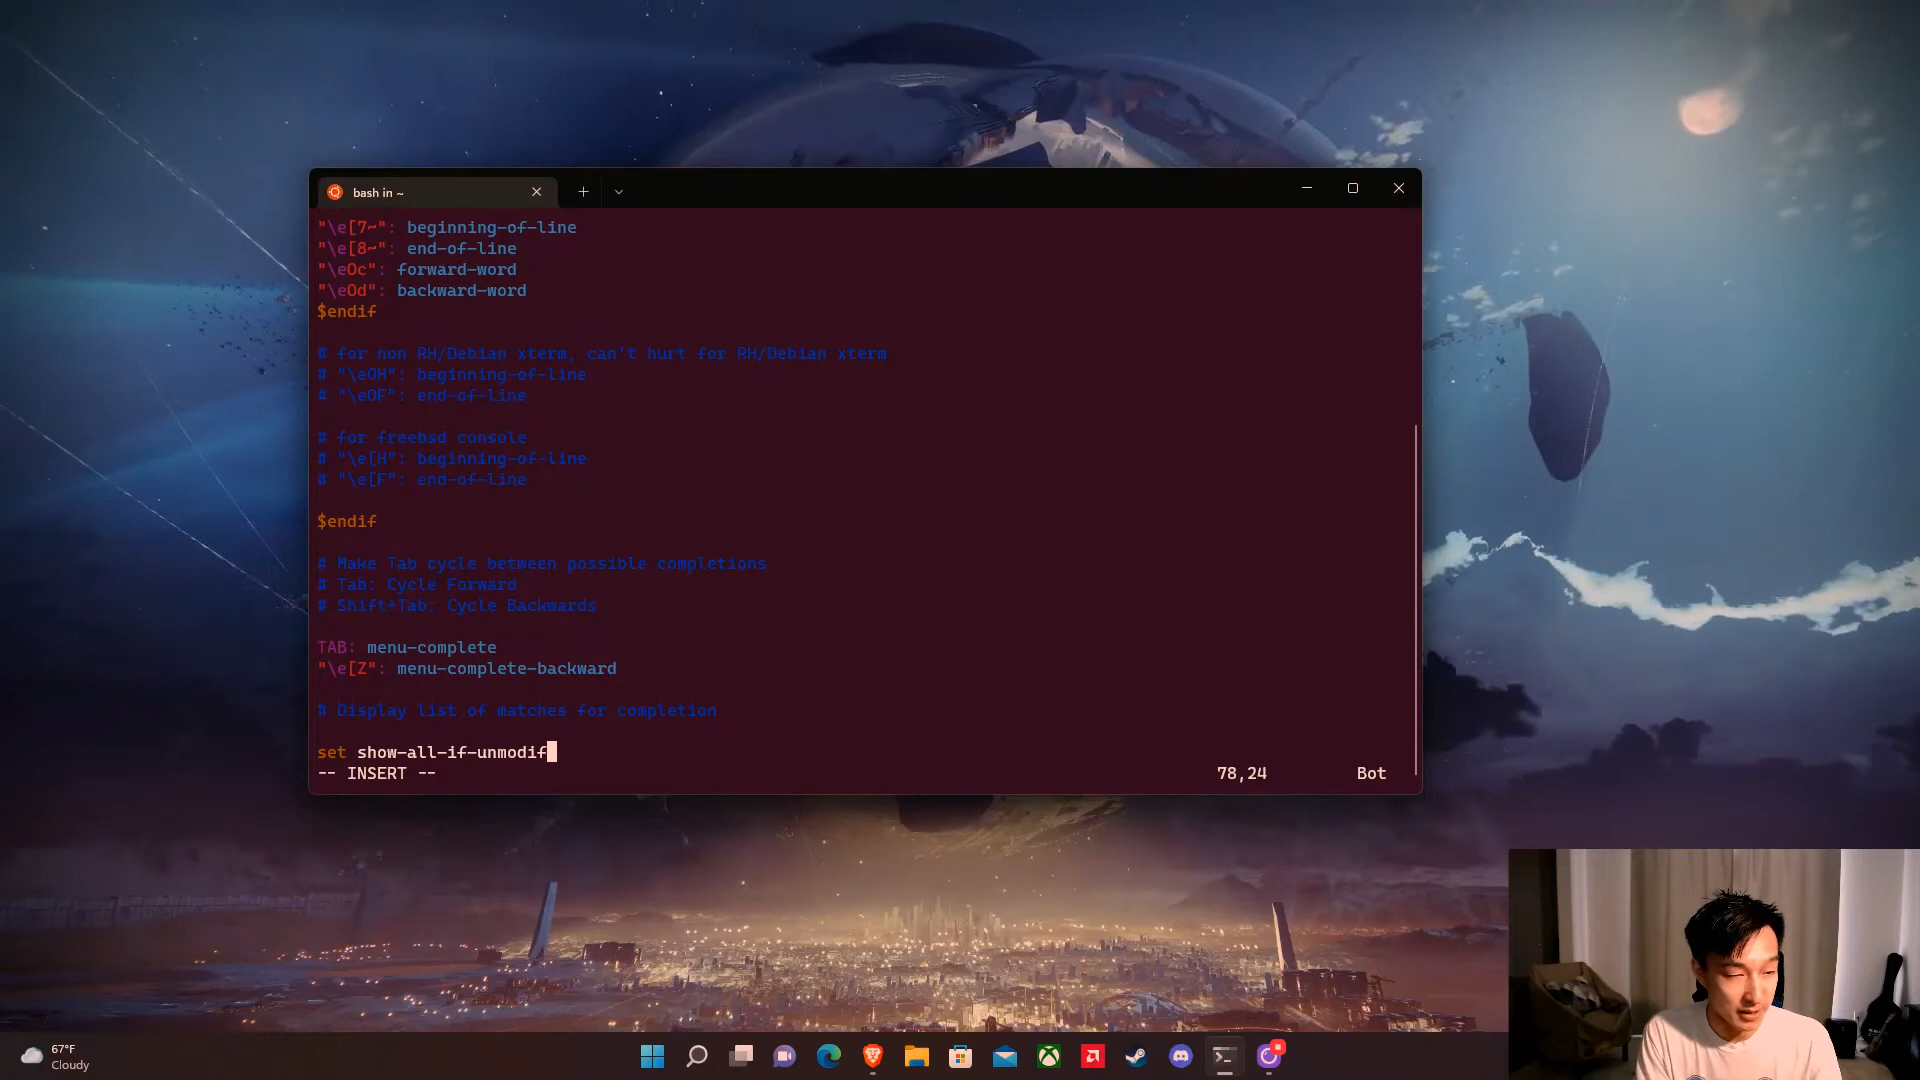 bash in ~
"\e[7~": beginning-of-line
"\e[8~": end-of-line
"\eOc": forward-word
"\eOd": backward-word
$endif
# for non RH/Debian xterm, can't hurt for RH/Debian xterm
# "\eOH": beginning-of-line
# "\eOF": end-of-line
# for freebsd console
# "\e[H": beginning-of-line
# "\e[F": end-of-line
$endif
# Make Tab cycle between possible completions
# Tab: Cycle Forward
# Shift+Tab: Cycle Backwards
TAB: menu-complete
"\e[Z": menu-complete-backward
# Display list of matches for completion
set show-all-if-unmodif
-- INSERT -- 78,24 Bot
67°F
Cloudy